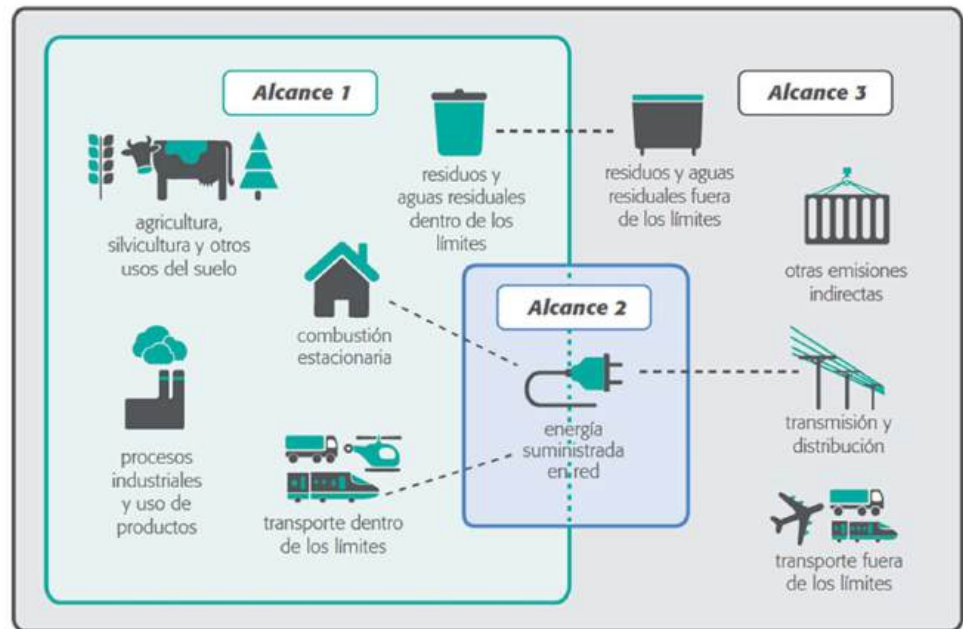 Alcance 1
agricultura,
silvicultura y otros
usos del suelo
residuos y
aguas residuales
dentro de los
límites
combustión
estacionaria
procesos
industriales
y uso de
productos
transporte dentro
de los límites
Alcance 2
energía
suministrada
en red
Alcance 3
residuos y aguas
residuales fuera
de los límites
otras emisiones
indirectas
transmisión y
distribución
transporte fuera
de los límites